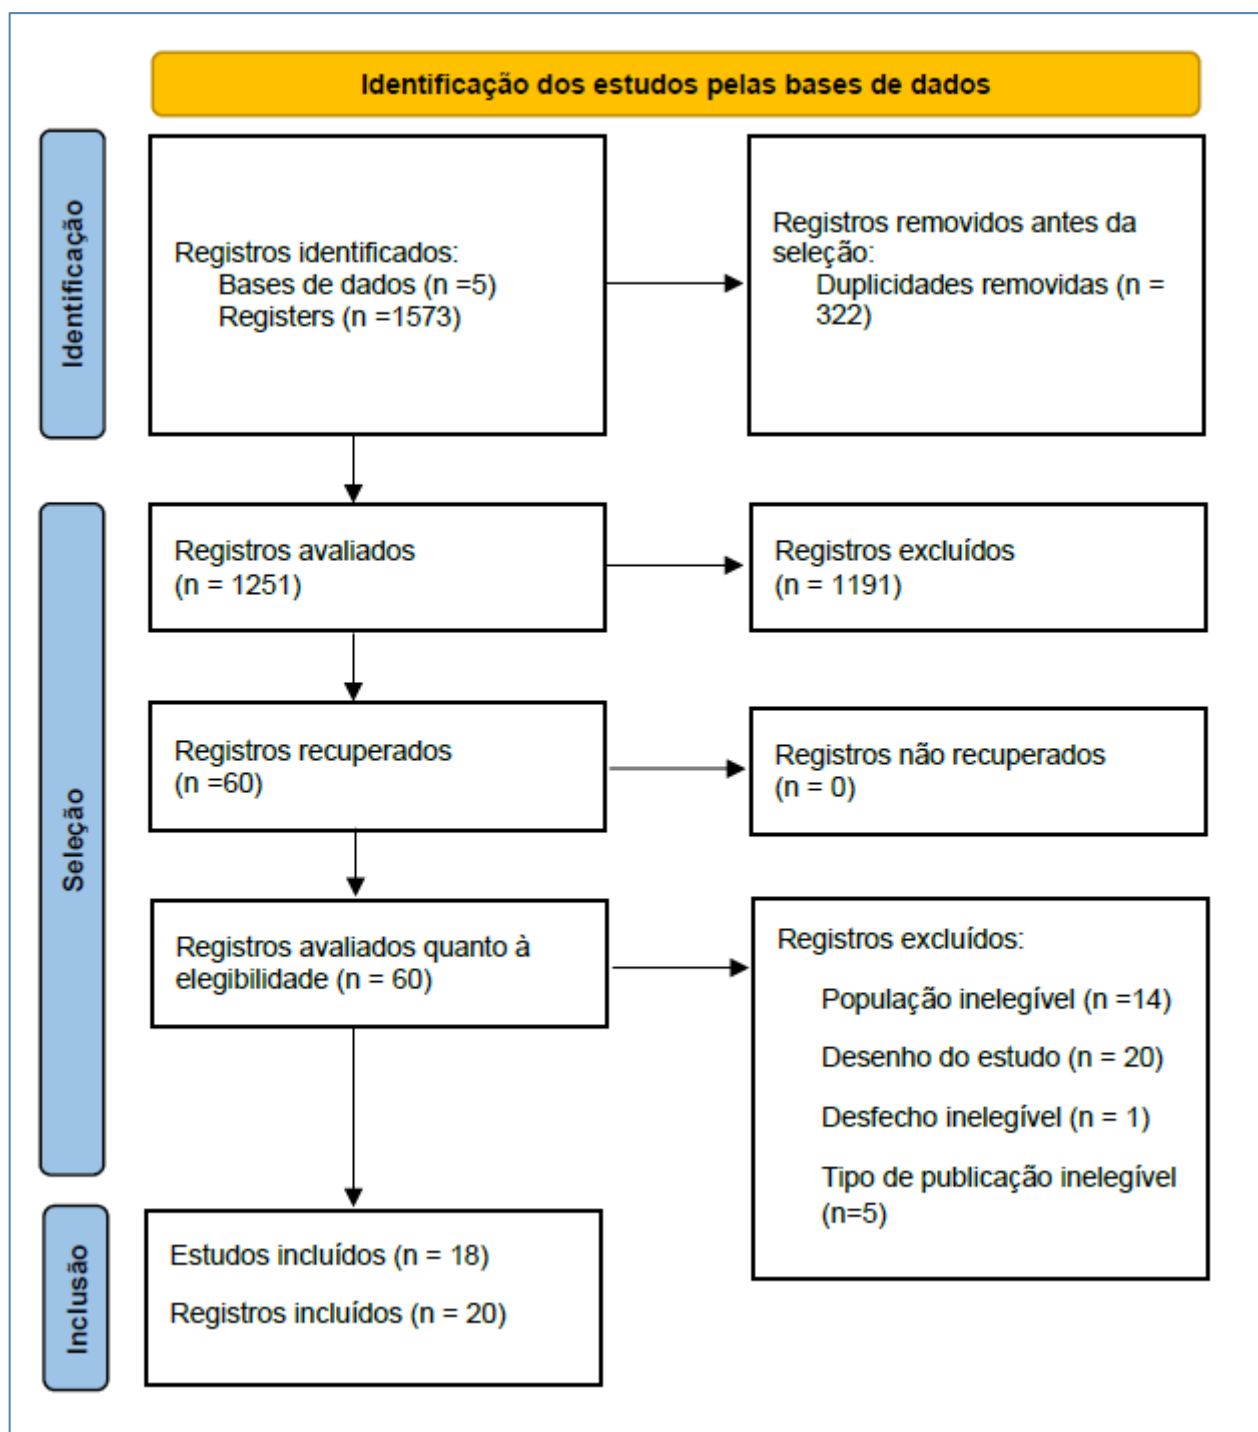 Identificação dos estudos pelas bases de dados
Identificação
Registros identificados:
Bases de dados (n =5)
Registers (n =1573)
Registros removidos antes da
seleção:
Duplicidades removidas (n =
322)
Seleção
Registros avaliados
(n = 1251)
Registros excluídos
(n = 1191)
Registros recuperados
(n =60)
Registros não recuperados
(n = 0)
Registros avaliados quanto à
elegibilidade (n = 60)
Registros excluídos:
População inelegível (n =14)
Desenho do estudo (n = 20)
Desfecho inelegível (n = 1)
Tipo de publicação inelegível
(n=5)
Inclusão
Estudos incluídos (n = 18)
Registros incluídos (n = 20)